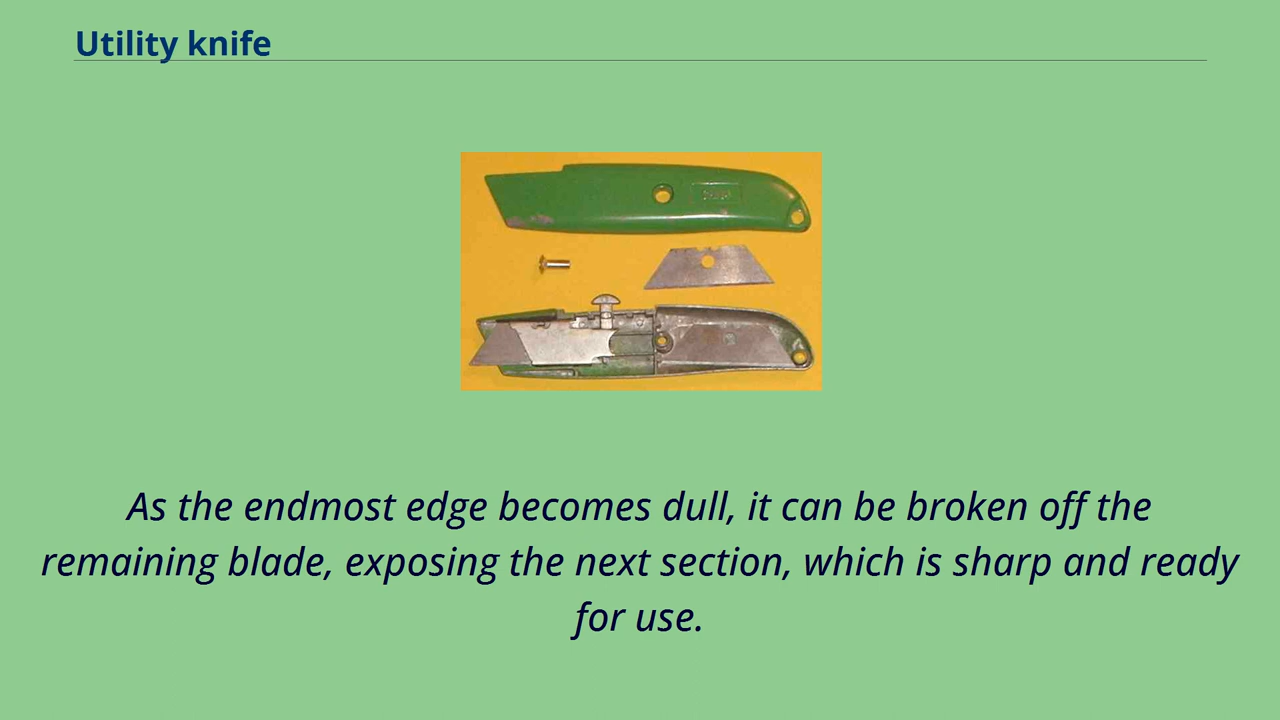 Utility knife
As the endmost edge becomes dull, it can be broken off the
remaining blade, exposing the next section, which is sharp and ready
for use.